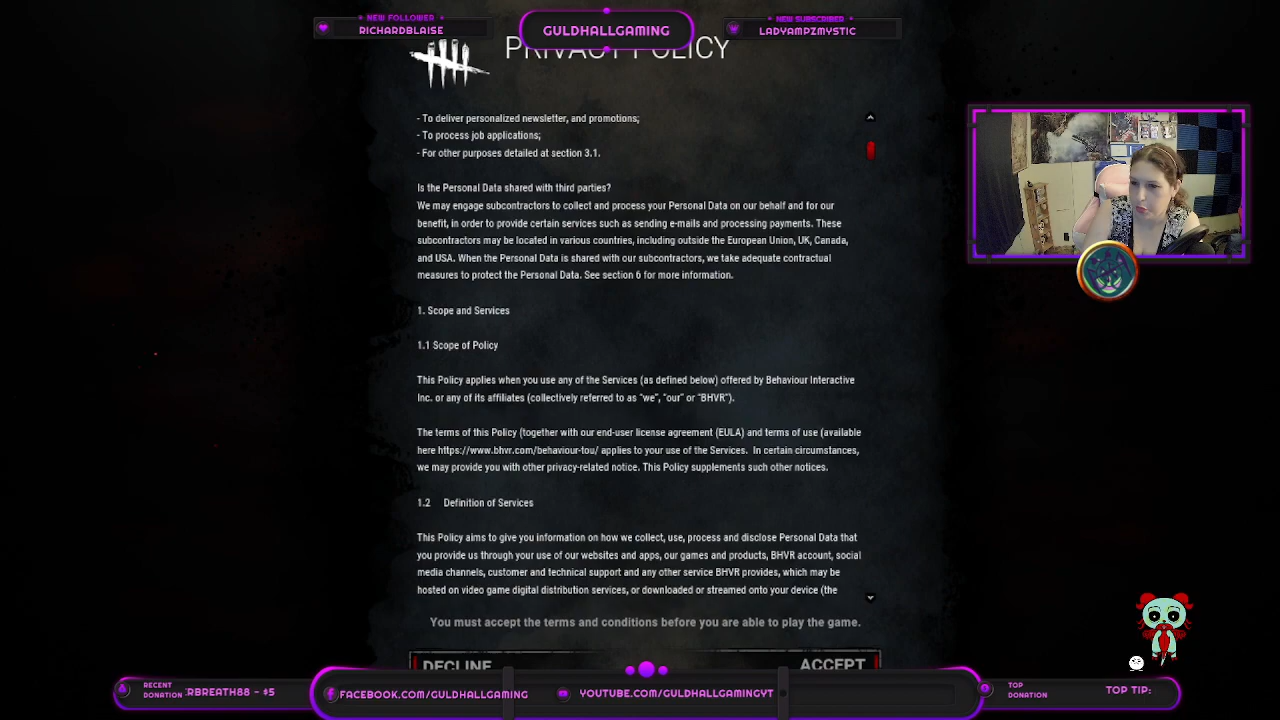 NEW FOLLOWER
RICHARDBLAISE
GULDHALLGAMING
NEW SUBSCRIBER
LADYAMPZMYSTIC
PRIVACY POLICY
- To deliver personalized newsletter, and promotions;
- To process job applications;
- For other purposes detailed at section 3.1.
Is the Personal Data shared with third parties?
We may engage subcontractors to collect and process your Personal Data on our behalf and for our
benefit, in order to provide certain services such as sending e-mails and processing payments. These
subcontractors may be located in various countries, including outside the European Union, UK, Canada,
and USA. When the Personal Data is shared with our subcontractors, we take adequate contractual
measures to protect the Personal Data. See section 6 for more information.
1. Scope and Services
1.1 Scope of Policy
This Policy applies when you use any of the Services (as defined below) offered by Behaviour Interactive
Inc. or any of its affiliates (collectively referred to as "we", "our" or "BHVR").
The terms of this Policy (together with our end-user license agreement (EULA) and terms of use (available
here https://www.bhvr.com/behaviour-tou/ applies to your use of the Services. In certain circumstances,
we may provide you with other privacy-related notice. This Policy supplements such other notices.
1.2 Definition of Services
This Policy aims to give you information on how we collect, use, process and disclose Personal Data that
you provide us through your use of our websites and apps, our games and products, BHVR account, social
media channels, customer and technical support and any other service BHVR provides, which may be
hosted on video game digital distribution services, or downloaded or streamed onto your device (the
You must accept the terms and conditions before you are able to play the game.
DECLINE
ACCEPT
RECENT
DONATION
RBREATH88 - $5
FACEBOOK.COM/GULDHALLGAMING
YOUTUBE.COM/GULDHALLGAMINGYT
TOP
DONATION
TOP TIP: